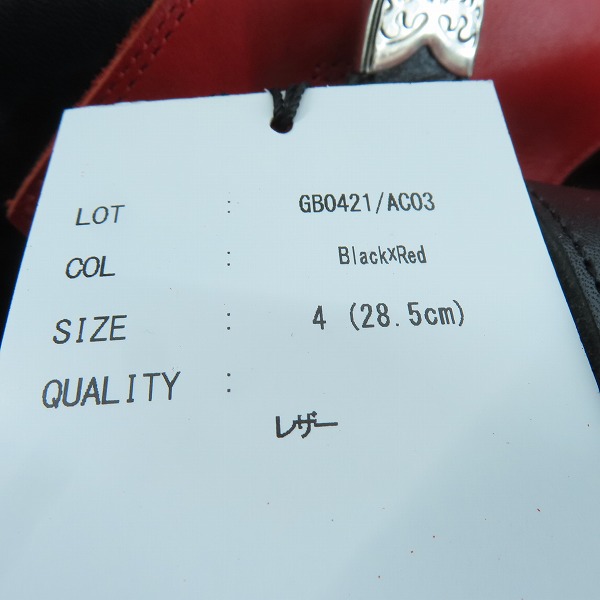 LOT : GB0421/AC03
COL : Black×Red
SIZE : 4 (28.5cm)
QUALITY :
レザー